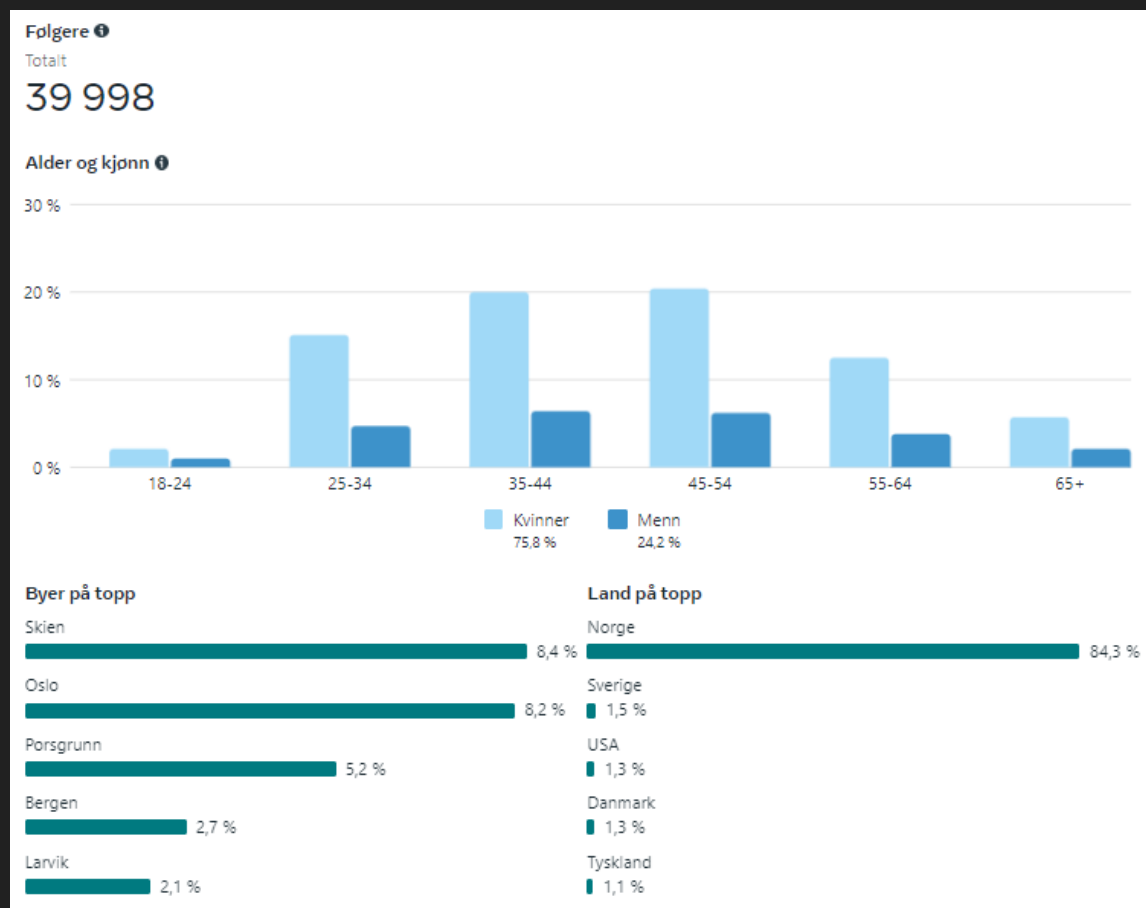 Følgere
Totalt
39 998
Alder og kjønn
30 %
20 %
10 %
0 %
18-24 25-34 35-44 45-54 55-64 65+
Kvinner
75,8 %
Menn
24,2 %
Byer på topp
Skien
8,4 %
Oslo
8,2 %
Porsgrunn
5,2 %
Bergen
2,7 %
Larvik
2,1 %
Land på topp
Norge
84,3 %
Sverige
1,5 %
USA
1,3 %
Danmark
1,3 %
Tyskland
1,1 %